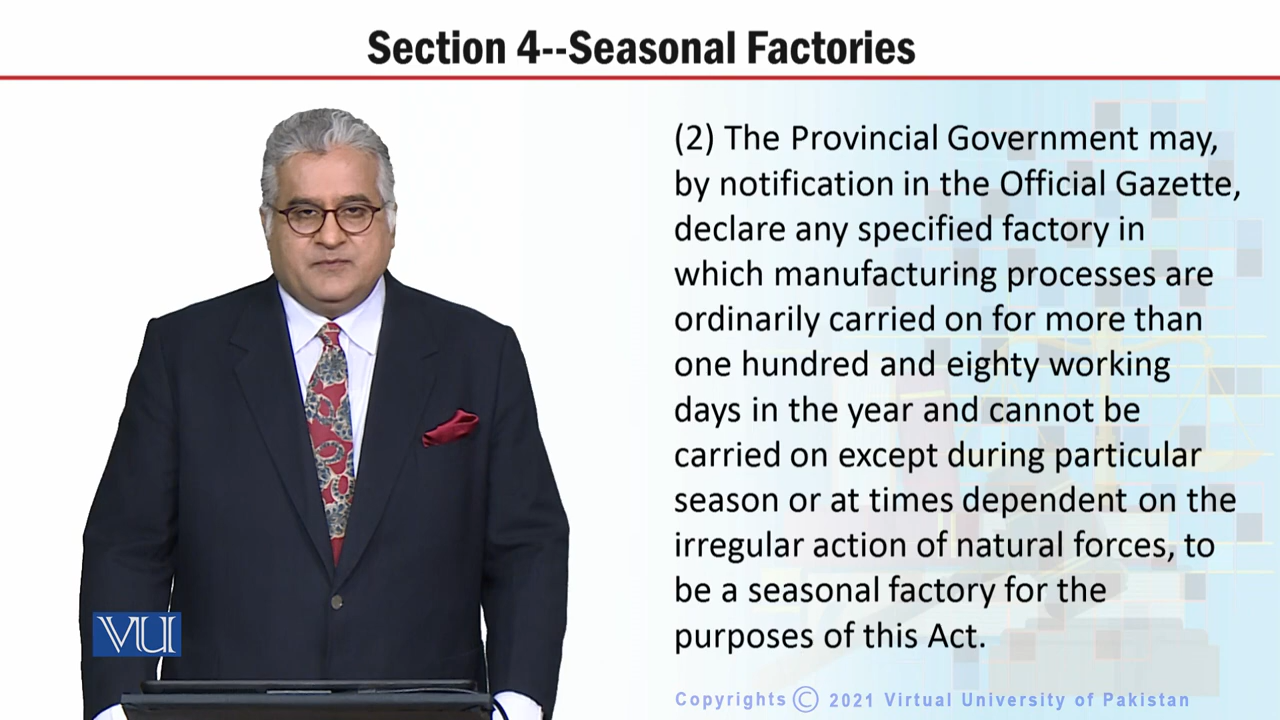 Section 4--Seasonal Factories
(2) The Provincial Government may,
by notification in the Official Gazette,
declare any specified factory in
which manufacturing processes are
ordinarily carried on for more than
one hundred and eighty working
days in the year and cannot be
carried on except during particular
season or at times dependent on the
irregular action of natural forces, to
be a seasonal factory for the
purposes of this Act.
VU
Copyrights © 2021 Virtual University of Pakistan